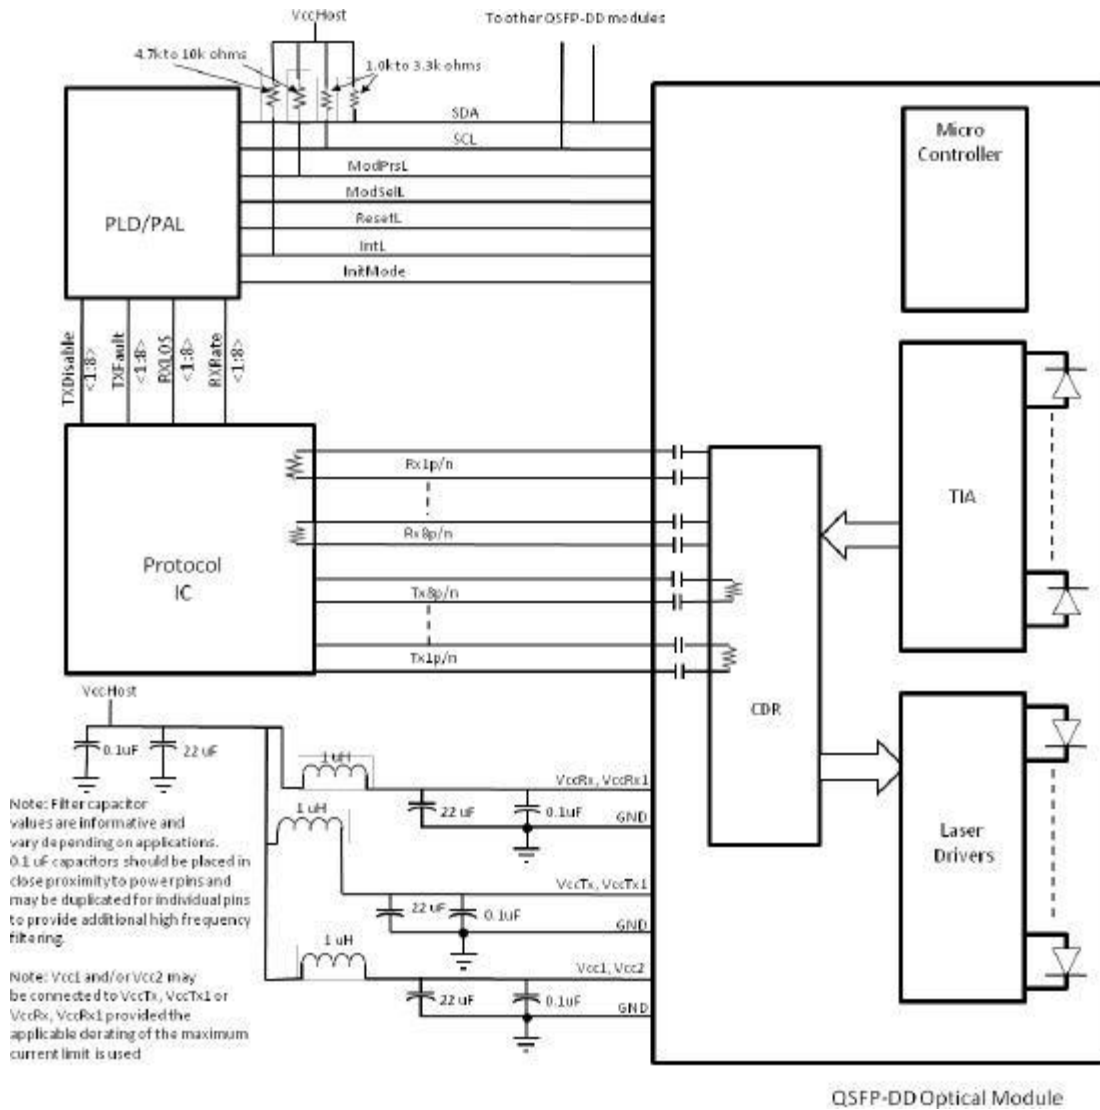 VccHost
To other QSFP-DD modules
4.7k to 10k ohms
1.0k to 3.3k ohms
SDA
SCL
ModPrsL
ModSelL
ResetL
IntL
InitMode
PLD/PAL
Micro
Controller
TXDisable
<1:8>
TXFault
<1:8>
RXLOS
<1:8>
RXRate
<1:8>
Rx1p/n
Rx8p/n
Tx8p/n
Tx1p/n
Protocol
IC
TIA
CDR
Laser
Drivers
VccHost
0.1uF
22 uF
1 uH
VccRx, VccRx1
22 uF
0.1uF
GND
1 uH
VccTx, VccTx1
22 uF
0.1uF
GND
1 uH
Vcc1, Vcc2
22 uF
0.1uF
GND
Note: Filter capacitor
values are informative and
vary depending on applications.
0.1 uF capacitors should be placed in
close proximity to power pins and
may be duplicated for individual pins
to provide additional high frequency
filtering.
Note: Vcc1 and/or Vcc2 may
be connected to VccTx, VccTx1 or
VccRx, VccRx1 provided the
applicable derating of the maximum
current limit is used
QSFP-DD Optical Module